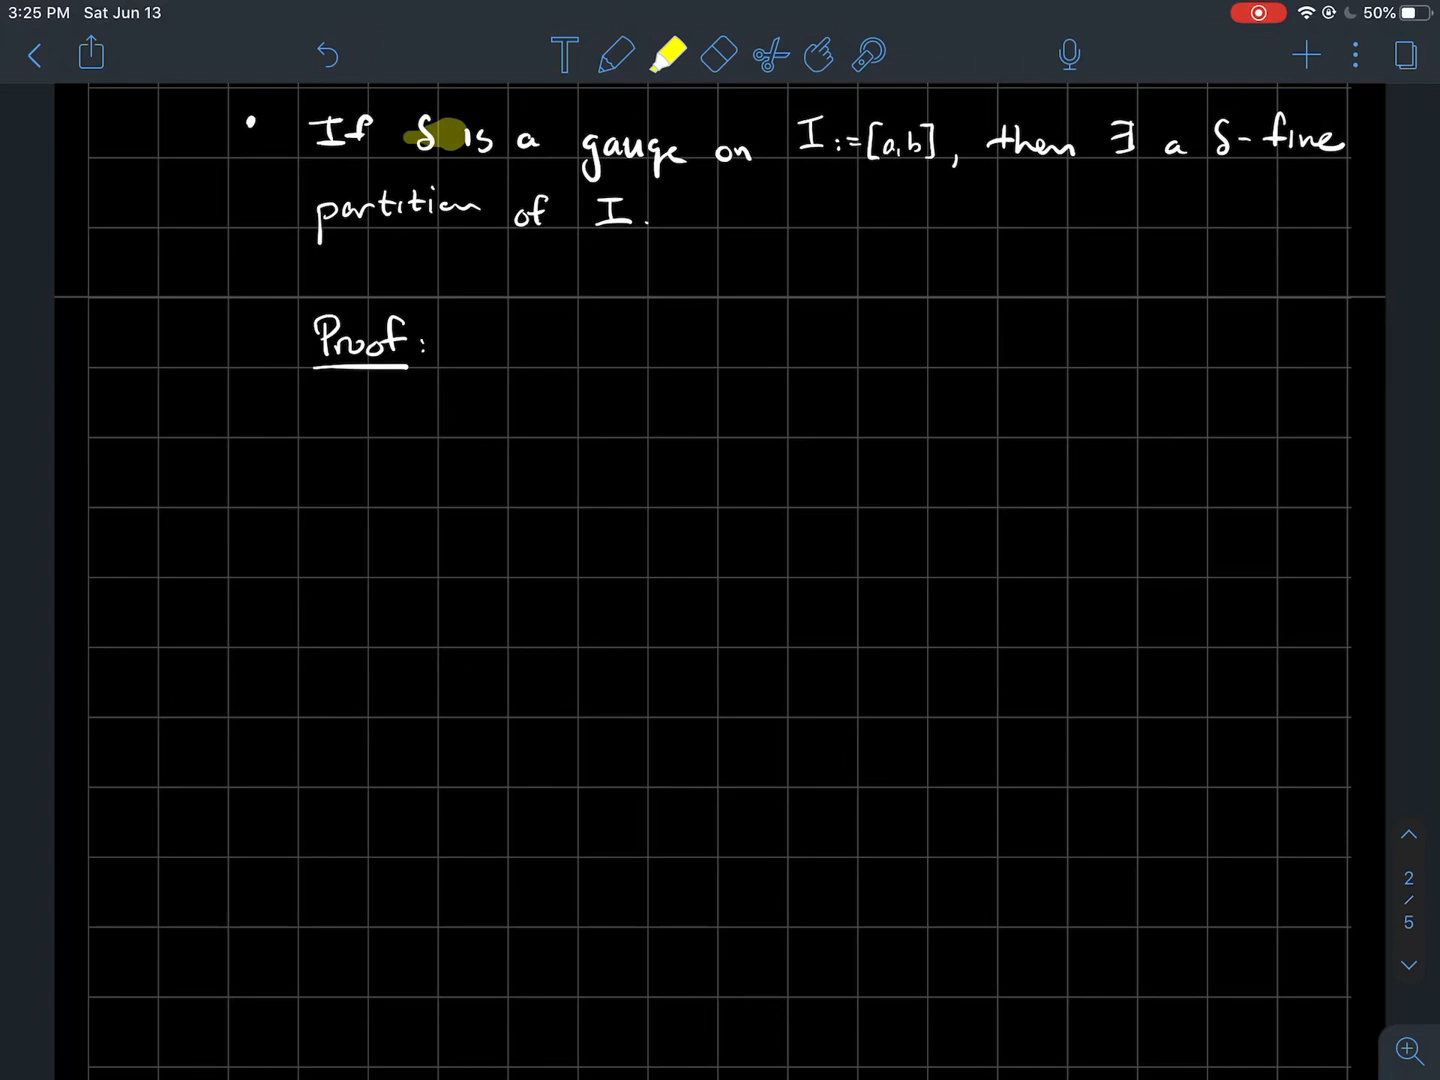 3:25 PM Sat Jun 13
50%
T
• If δ is a gauge on I:=[a,b], then ∃ a δ-fine
partition of I.
Proof:
2
/
5